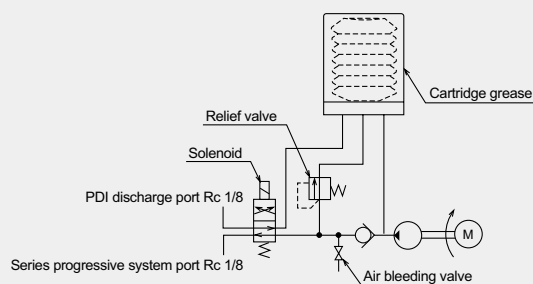 Cartridge grease
Relief valve
Solenoid
PDI discharge port Rc 1/8
M
Series progressive system port Rc 1/8
Air bleeding valve